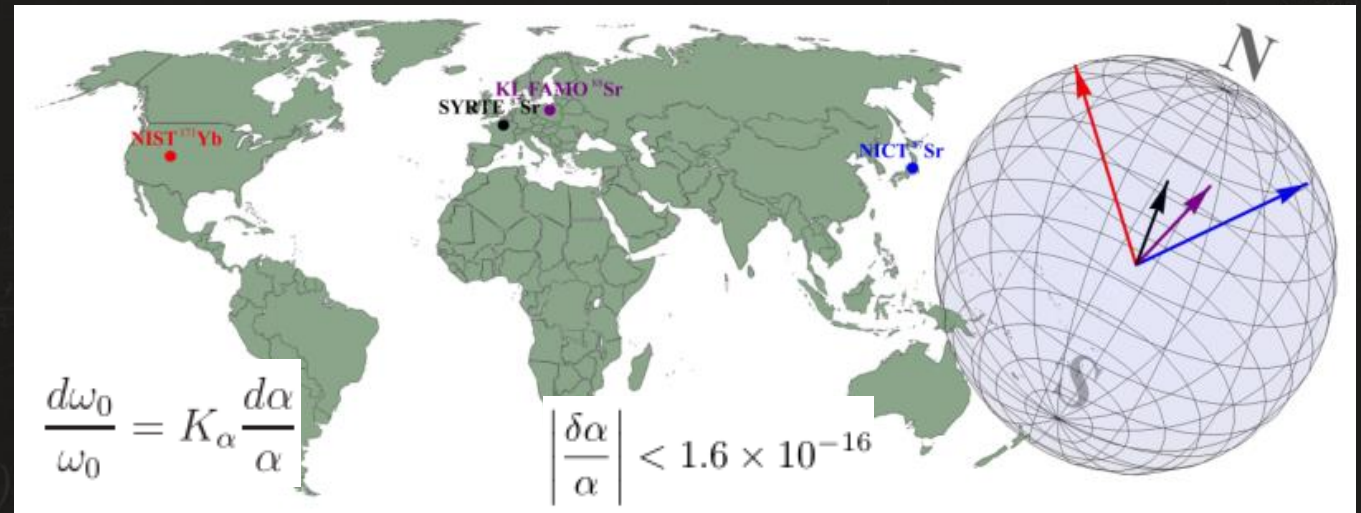 KL FAMO ⁸⁸Sr
SYRTE ⁸⁷Sr
NIST ¹⁷¹Yb
NICT ⁸⁷Sr
N
S
dω₀/ω₀ = K_α dα/α
|δα/α| < 1.6 × 10⁻¹⁶